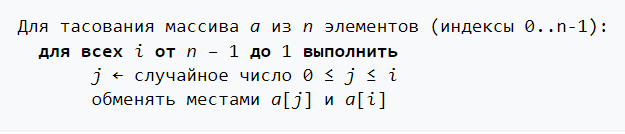 Для тасования массива a из n элементов (индексы 0..n-1):
для всех i от n − 1 до 1 выполнить
j ← случайное число 0 ≤ j ≤ i
обменять местами a[j] и a[i]